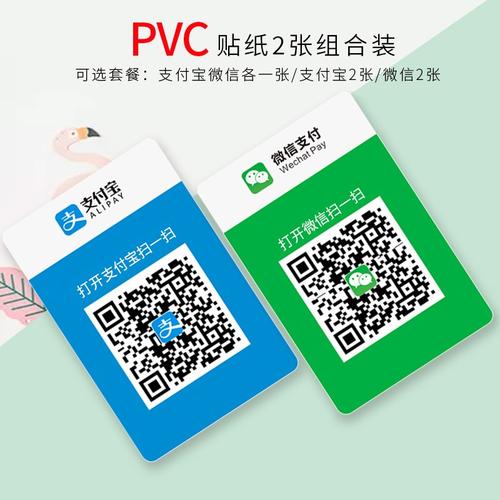 PVC 贴纸2张组合装
可选套餐：支付宝微信各一张/支付宝2张/微信2张
支 支付宝
ALIPAY
打开支付宝扫一扫
支
微信支付
Wechat Pay
打开微信扫一扫